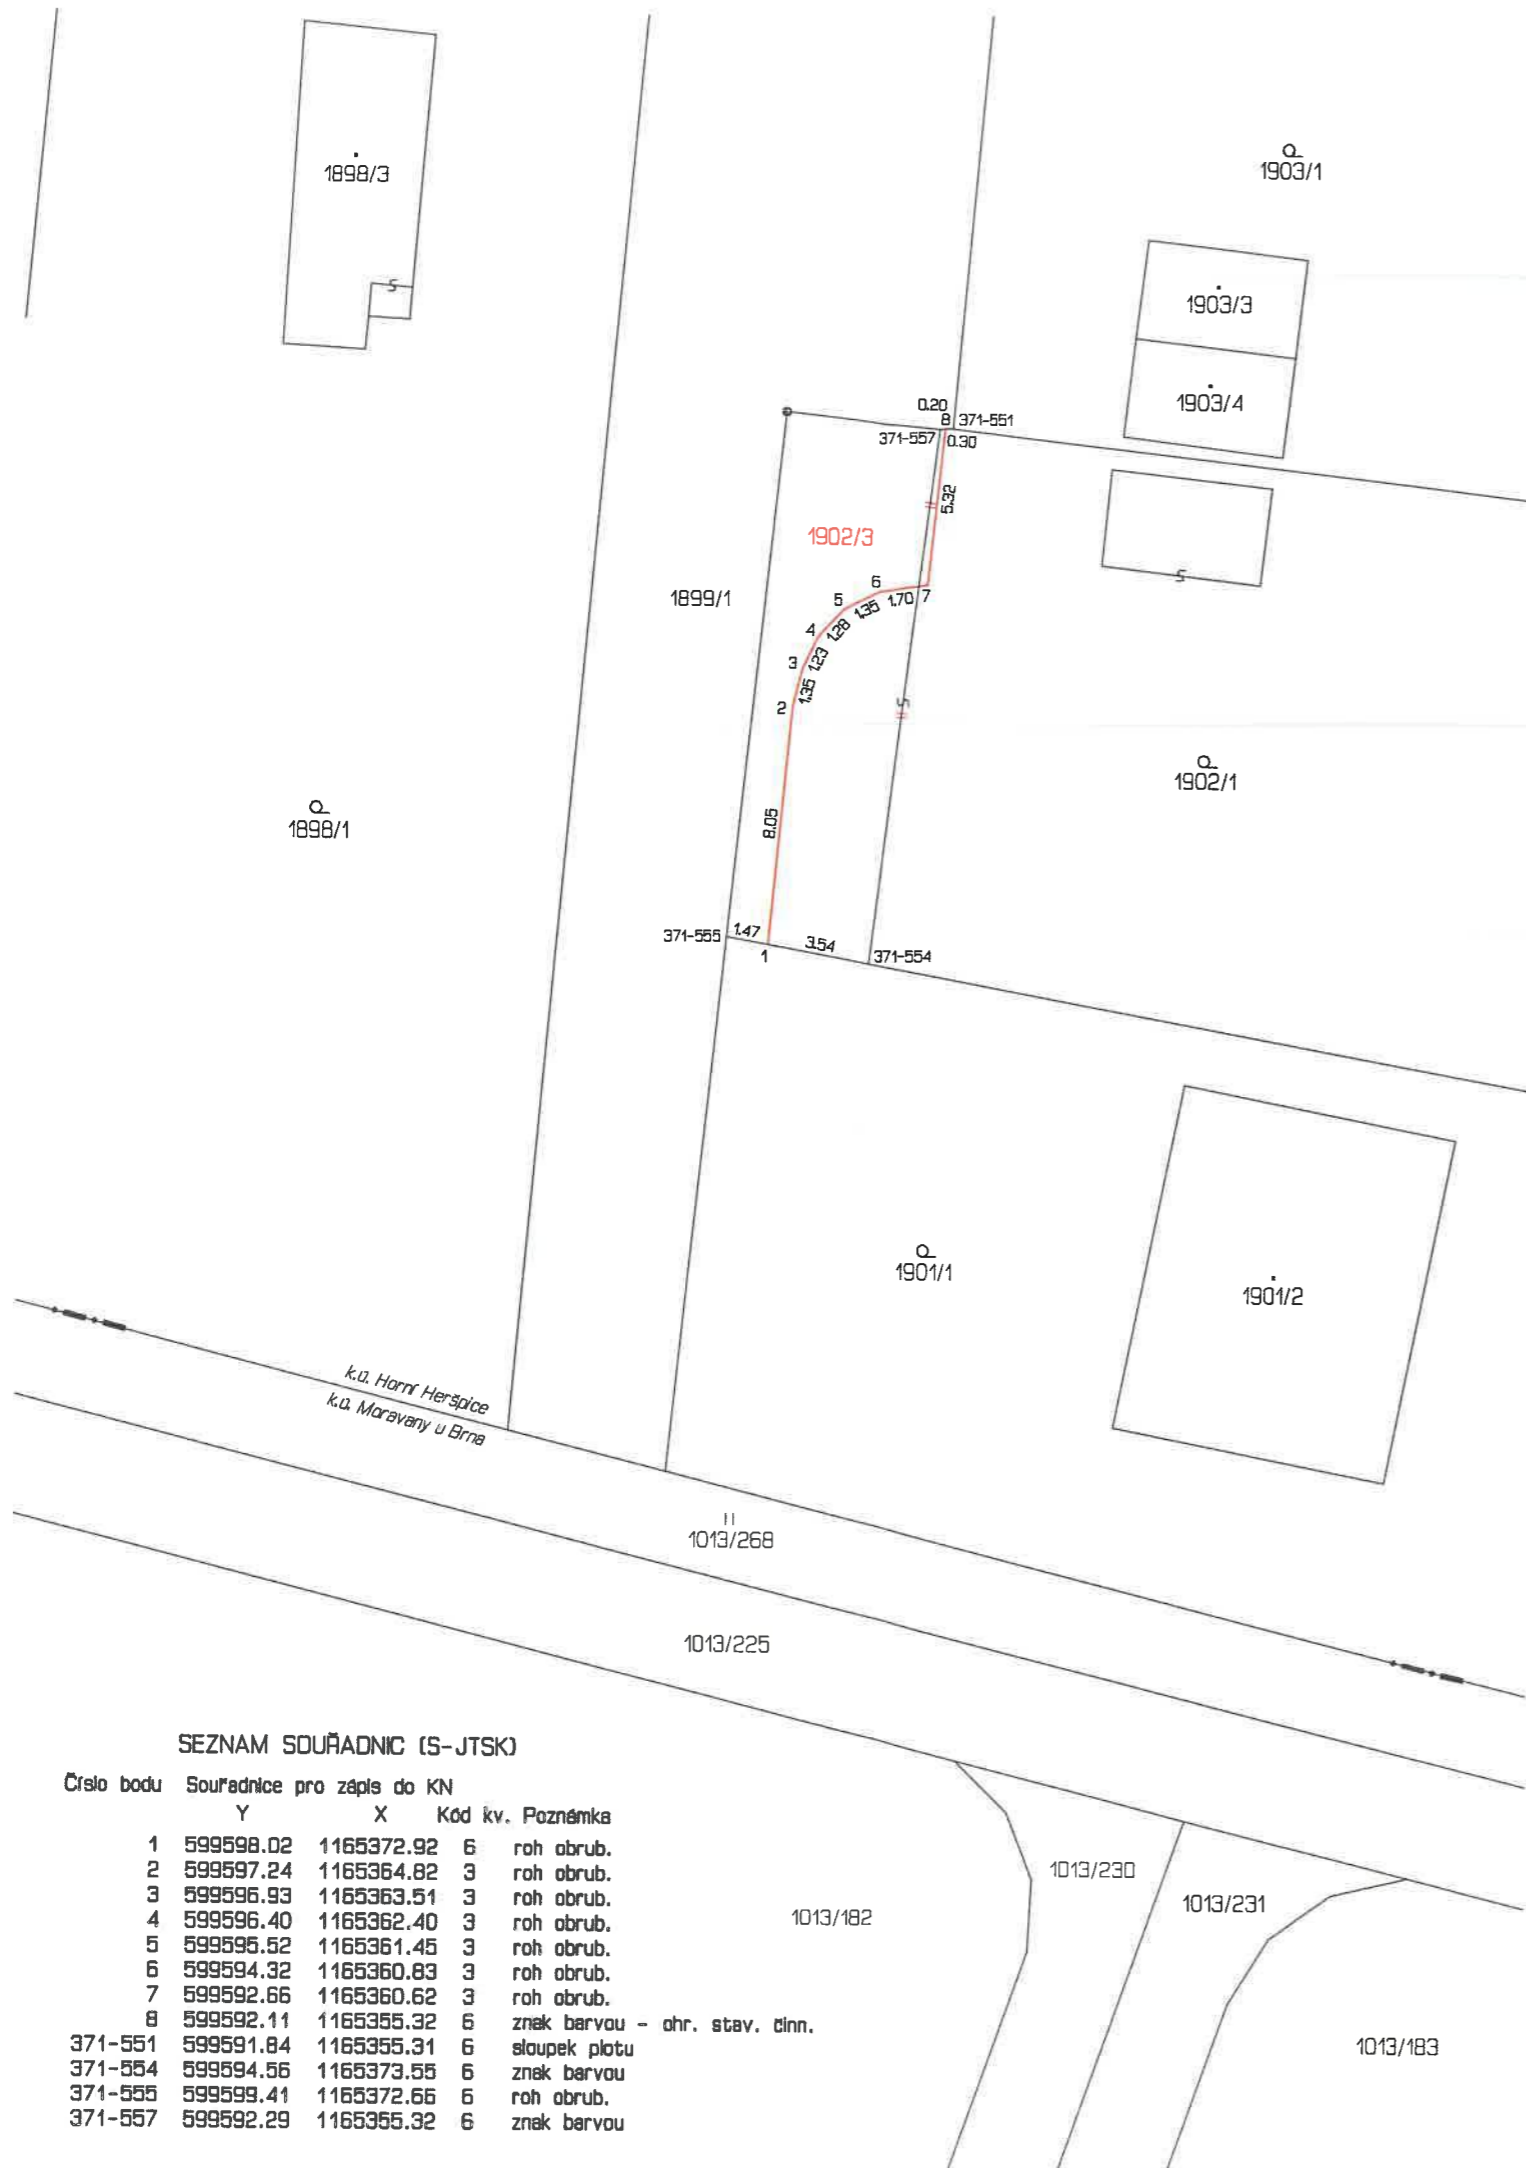 1898/3
1903/1
1903/3
1903/4
0.20
8 371-551
371-557 0.30
5.32
1902/3
1899/1
6
7
5
1.70
1.35
4
1.28
3
1.23
1.35
2
1902/1
8.05
1898/1
371-555 1.47
3.54
1
371-554
1901/1
1901/2
k.ú. Horní Heršpice
k.ú. Moravany u Brna
1013/268
1013/225
SEZNAM SOUŘADNIC (S-JTSK)
Číslo bodu Souřadnice pro zápis do KN
Y X Kód kv. Poznámka
1 599598.02 1165372.92 6 roh obrub.
2 599597.24 1165364.82 3 roh obrub.
3 599596.93 1165363.51 3 roh obrub.
4 599596.40 1165362.40 3 roh obrub.
5 599595.52 1165361.45 3 roh obrub.
6 599594.32 1165360.83 3 roh obrub.
7 599592.66 1165360.62 3 roh obrub.
8 599592.11 1165355.32 6 znak barvou - ohr. stav. činn.
371-551 599591.84 1165355.31 6 sloupek plotu
371-554 599594.56 1165373.55 6 znak barvou
371-555 599599.41 1165372.66 6 roh obrub.
371-557 599592.29 1165355.32 6 znak barvou
1013/230
1013/231
1013/182
1013/183